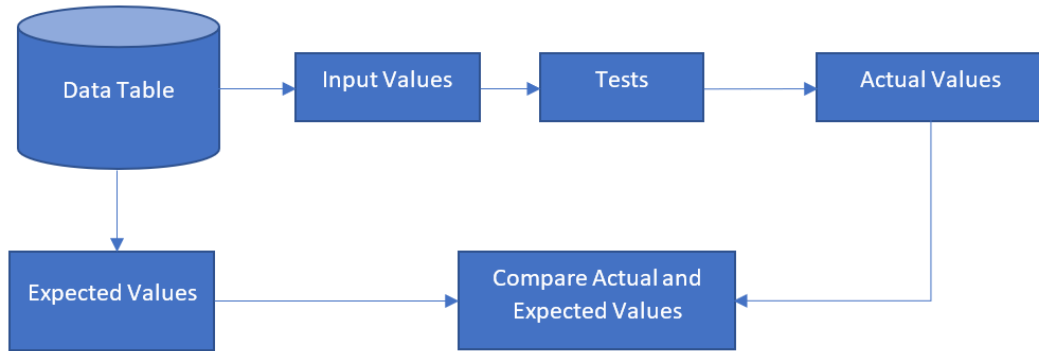 Data Table
Input Values
Tests
Actual Values
Expected Values
Compare Actual and
Expected Values